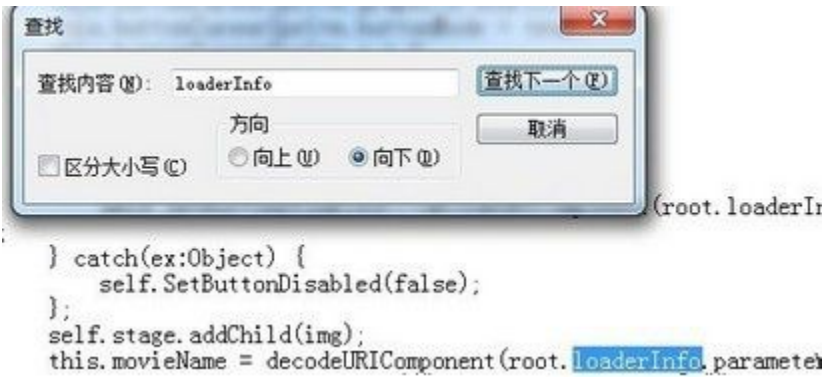 查找
查找内容(N): loaderInfo
查找下一个(F)
方向
取消
区分大小写(C)
向上(U)
向下(D)
(root.loaderIn
} catch(ex:Object) {
self.SetButtonDisabled(false);
};
self.stage.addChild(img);
this.movieName = decodeURIComponent(root.loaderInfo.parameter